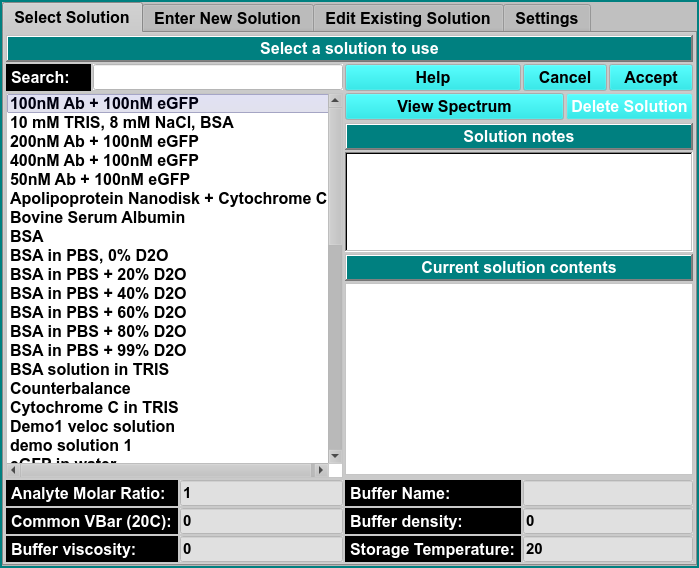 Select Solution Enter New Solution Edit Existing Solution Settings
Select a solution to use
Search: Help Cancel Accept
View Spectrum Delete Solution
100nM Ab + 100nM eGFP
10 mM TRIS, 8 mM NaCl, BSA
200nM Ab + 100nM eGFP
400nM Ab + 100nM eGFP
50nM Ab + 100nM eGFP
Apolipoprotein Nanodisk + Cytochrome C
Bovine Serum Albumin
BSA
BSA in PBS, 0% D2O
BSA in PBS + 20% D2O
BSA in PBS + 40% D2O
BSA in PBS + 60% D2O
BSA in PBS + 80% D2O
BSA in PBS + 99% D2O
BSA solution in TRIS
Counterbalance
Cytochrome C in TRIS
Demo1 veloc solution
demo solution 1
eGFP in water
Solution notes
Current solution contents
Analyte Molar Ratio: 1 Buffer Name:
Common VBar (20C): 0 Buffer density: 0
Buffer viscosity: 0 Storage Temperature: 20